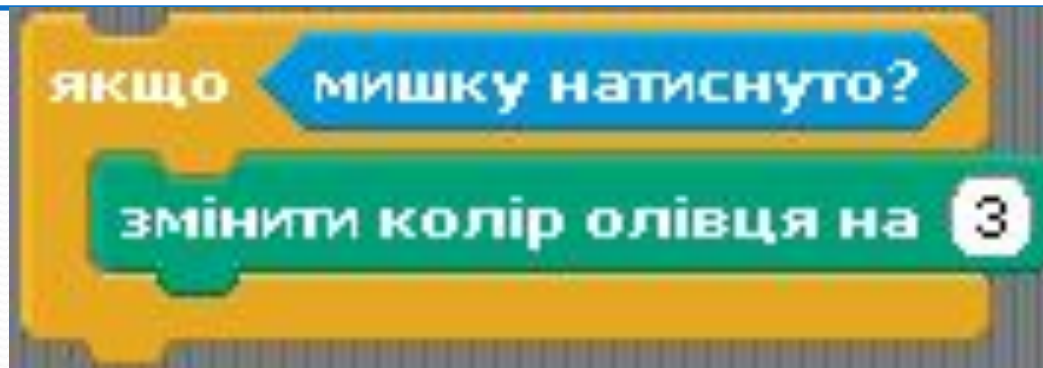 якщо мишку натиснуто?
змінити колір олівця на 3